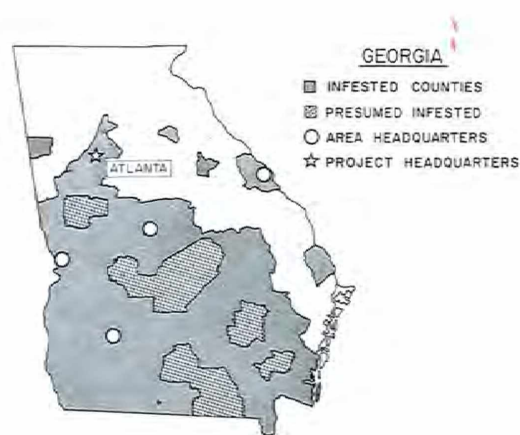 GEORGIA
INFESTED COUNTIES
PRESUMED INFESTED
AREA HEADQUARTERS
PROJECT HEADQUARTERS
ATLANTA